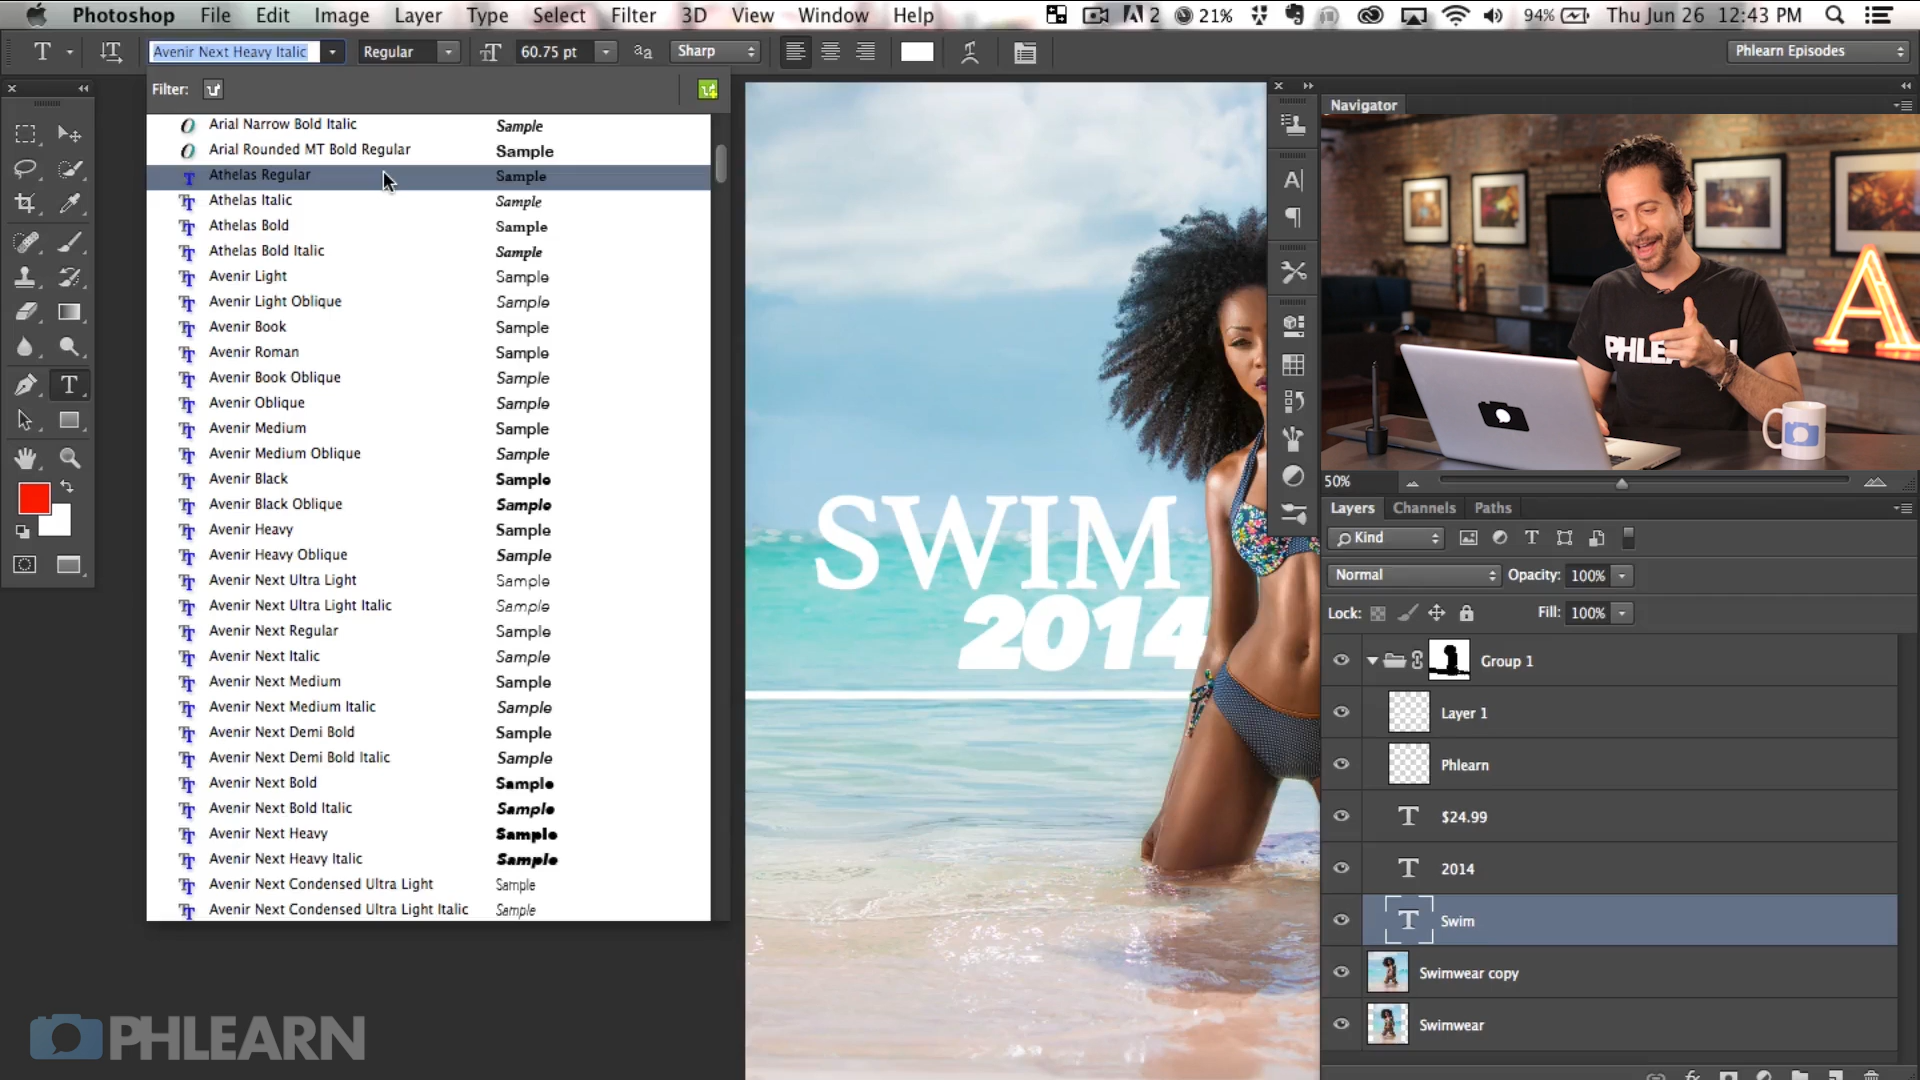 Photoshop File Edit Image Layer Type Select Filter 3D View Window Help 2 21% 94% Thu Jun 26 12:43 PM
T Avenir Next Heavy Italic Regular 60.75 pt aa Sharp Phlearn Episodes
Filter:
Arial Narrow Bold Italic Sample
Arial Rounded MT Bold Regular Sample
Athelas Regular Sample
Athelas Italic Sample
Athelas Bold Sample
Athelas Bold Italic Sample
Avenir Light Sample
Avenir Light Oblique Sample
Avenir Book Sample
Avenir Roman Sample
Avenir Book Oblique Sample
Avenir Oblique Sample
Avenir Medium Sample
Avenir Medium Oblique Sample
Avenir Black Sample
Avenir Black Oblique Sample
Avenir Heavy Sample
Avenir Heavy Oblique Sample
Avenir Next Ultra Light Sample
Avenir Next Ultra Light Italic Sample
Avenir Next Regular Sample
Avenir Next Italic Sample
Avenir Next Medium Sample
Avenir Next Medium Italic Sample
Avenir Next Demi Bold Sample
Avenir Next Demi Bold Italic Sample
Avenir Next Bold Sample
Avenir Next Bold Italic Sample
Avenir Next Heavy Sample
Avenir Next Heavy Italic Sample
Avenir Next Condensed Ultra Light Sample
Avenir Next Condensed Ultra Light Italic Sample
SWIM
2014
Navigator
PHLEARN
A
50%
Layers Channels Paths
Kind
Normal Opacity: 100%
Lock: Fill: 100%
Group 1
Layer 1
Phlearn
T $24.99
T 2014
T Swim
Swimwear copy
Swimwear
PHLEARN